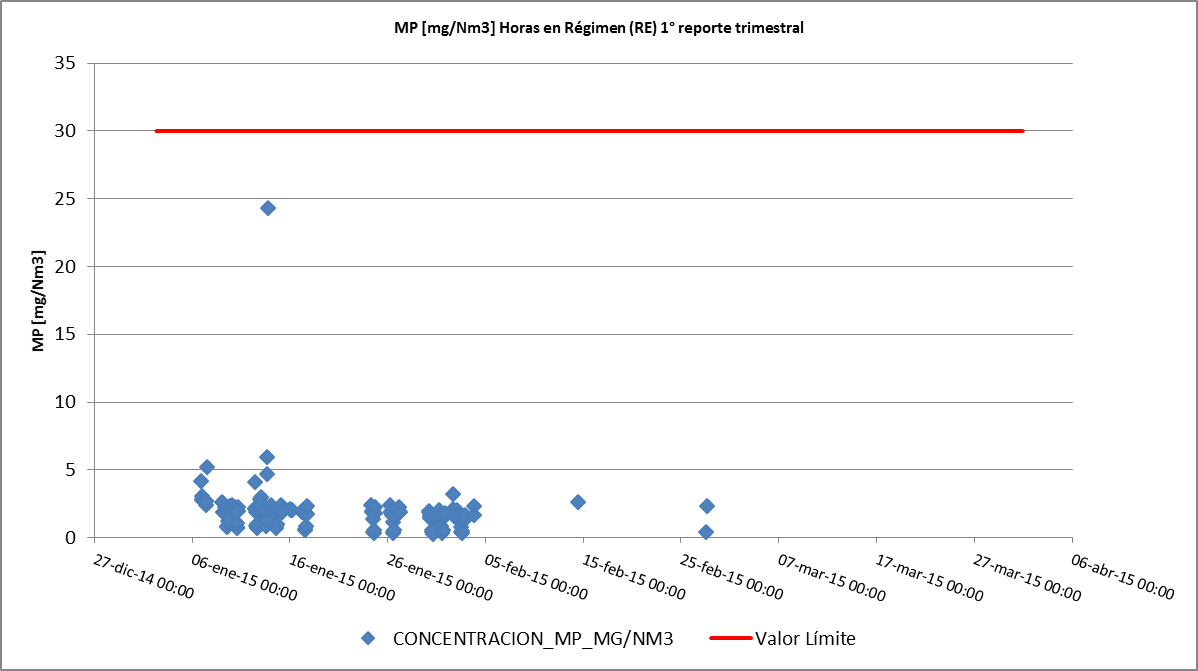 MP [mg/Nm3] Horas en Régimen (RE) 1° reporte trimestral
MP [mg/Nm3]
35
30
25
20
15
10
5
0
27-dic-14 00:00
06-ene-15 00:00
16-ene-15 00:00
26-ene-15 00:00
05-feb-15 00:00
15-feb-15 00:00
25-feb-15 00:00
07-mar-15 00:00
17-mar-15 00:00
27-mar-15 00:00
06-abr-15 00:00
CONCENTRACION_MP_MG/NM3
Valor Límite